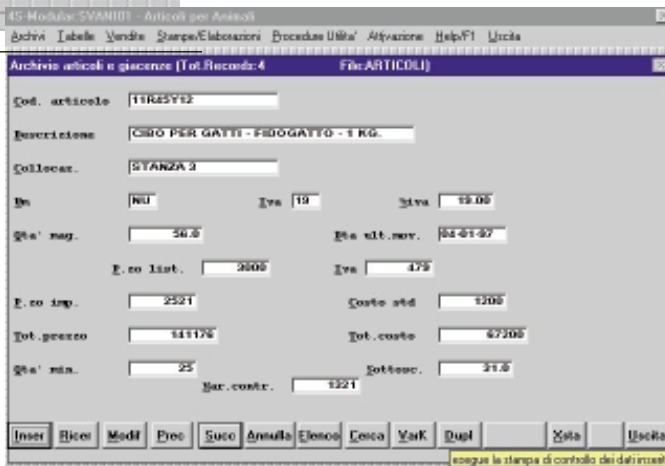 4S-Modular:SVANI01 - Articoli per Animali
Archivi Tabelle Vendite Stampe/Elaborazioni Procedure Utilita' Attivazione Help/F1 Uscita
Archivio articoli e giacenze (Tot.Records:4 File:ARTICOLI)
Cod. articolo 11R45Y12
Descrizione CIBO PER GATTI - FIDOGATTO - 1 KG.
Collocaz. STANZA 3
Um NU Iva 19 %iva 19.00
Qta' mag. 56.0 Dta ult.mov. 04-01-97
P.zo list. 3000 Iva 479
P.zo imp. 2521 Costo std 1200
Tot.prezzo 141176 Tot.costo 67200
Qta' min. 25 Sottosc. 31.0
Mar.contr. 1321
Inser Ricer Modif Prec Succ Annulla Elenco Cerca VarK Dupl Xsta Uscita
esegue la stampa di controllo dei dati inseri